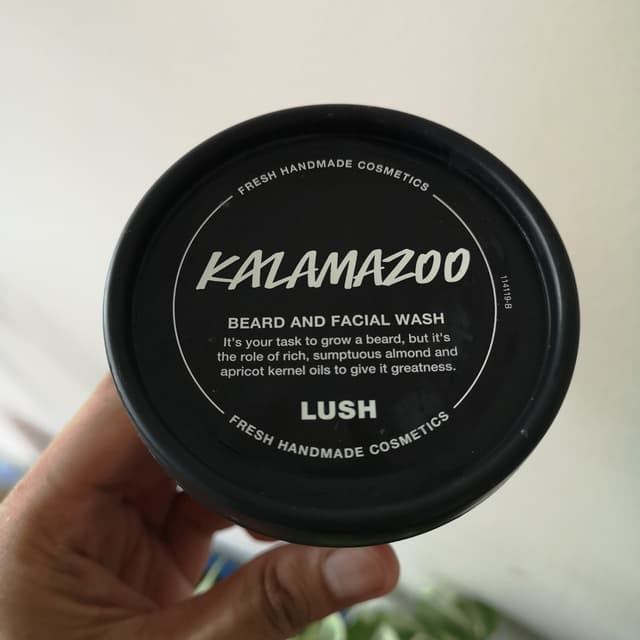 FRESH HANDMADE COSMETICS
KALAMAZOO
11419-B
BEARD AND FACIAL WASH
It's your task to grow a beard, but it's
the role of rich, sumptuous almond and
apricot kernel oils to give it greatness.
LUSH
FRESH HANDMADE COSMETICS